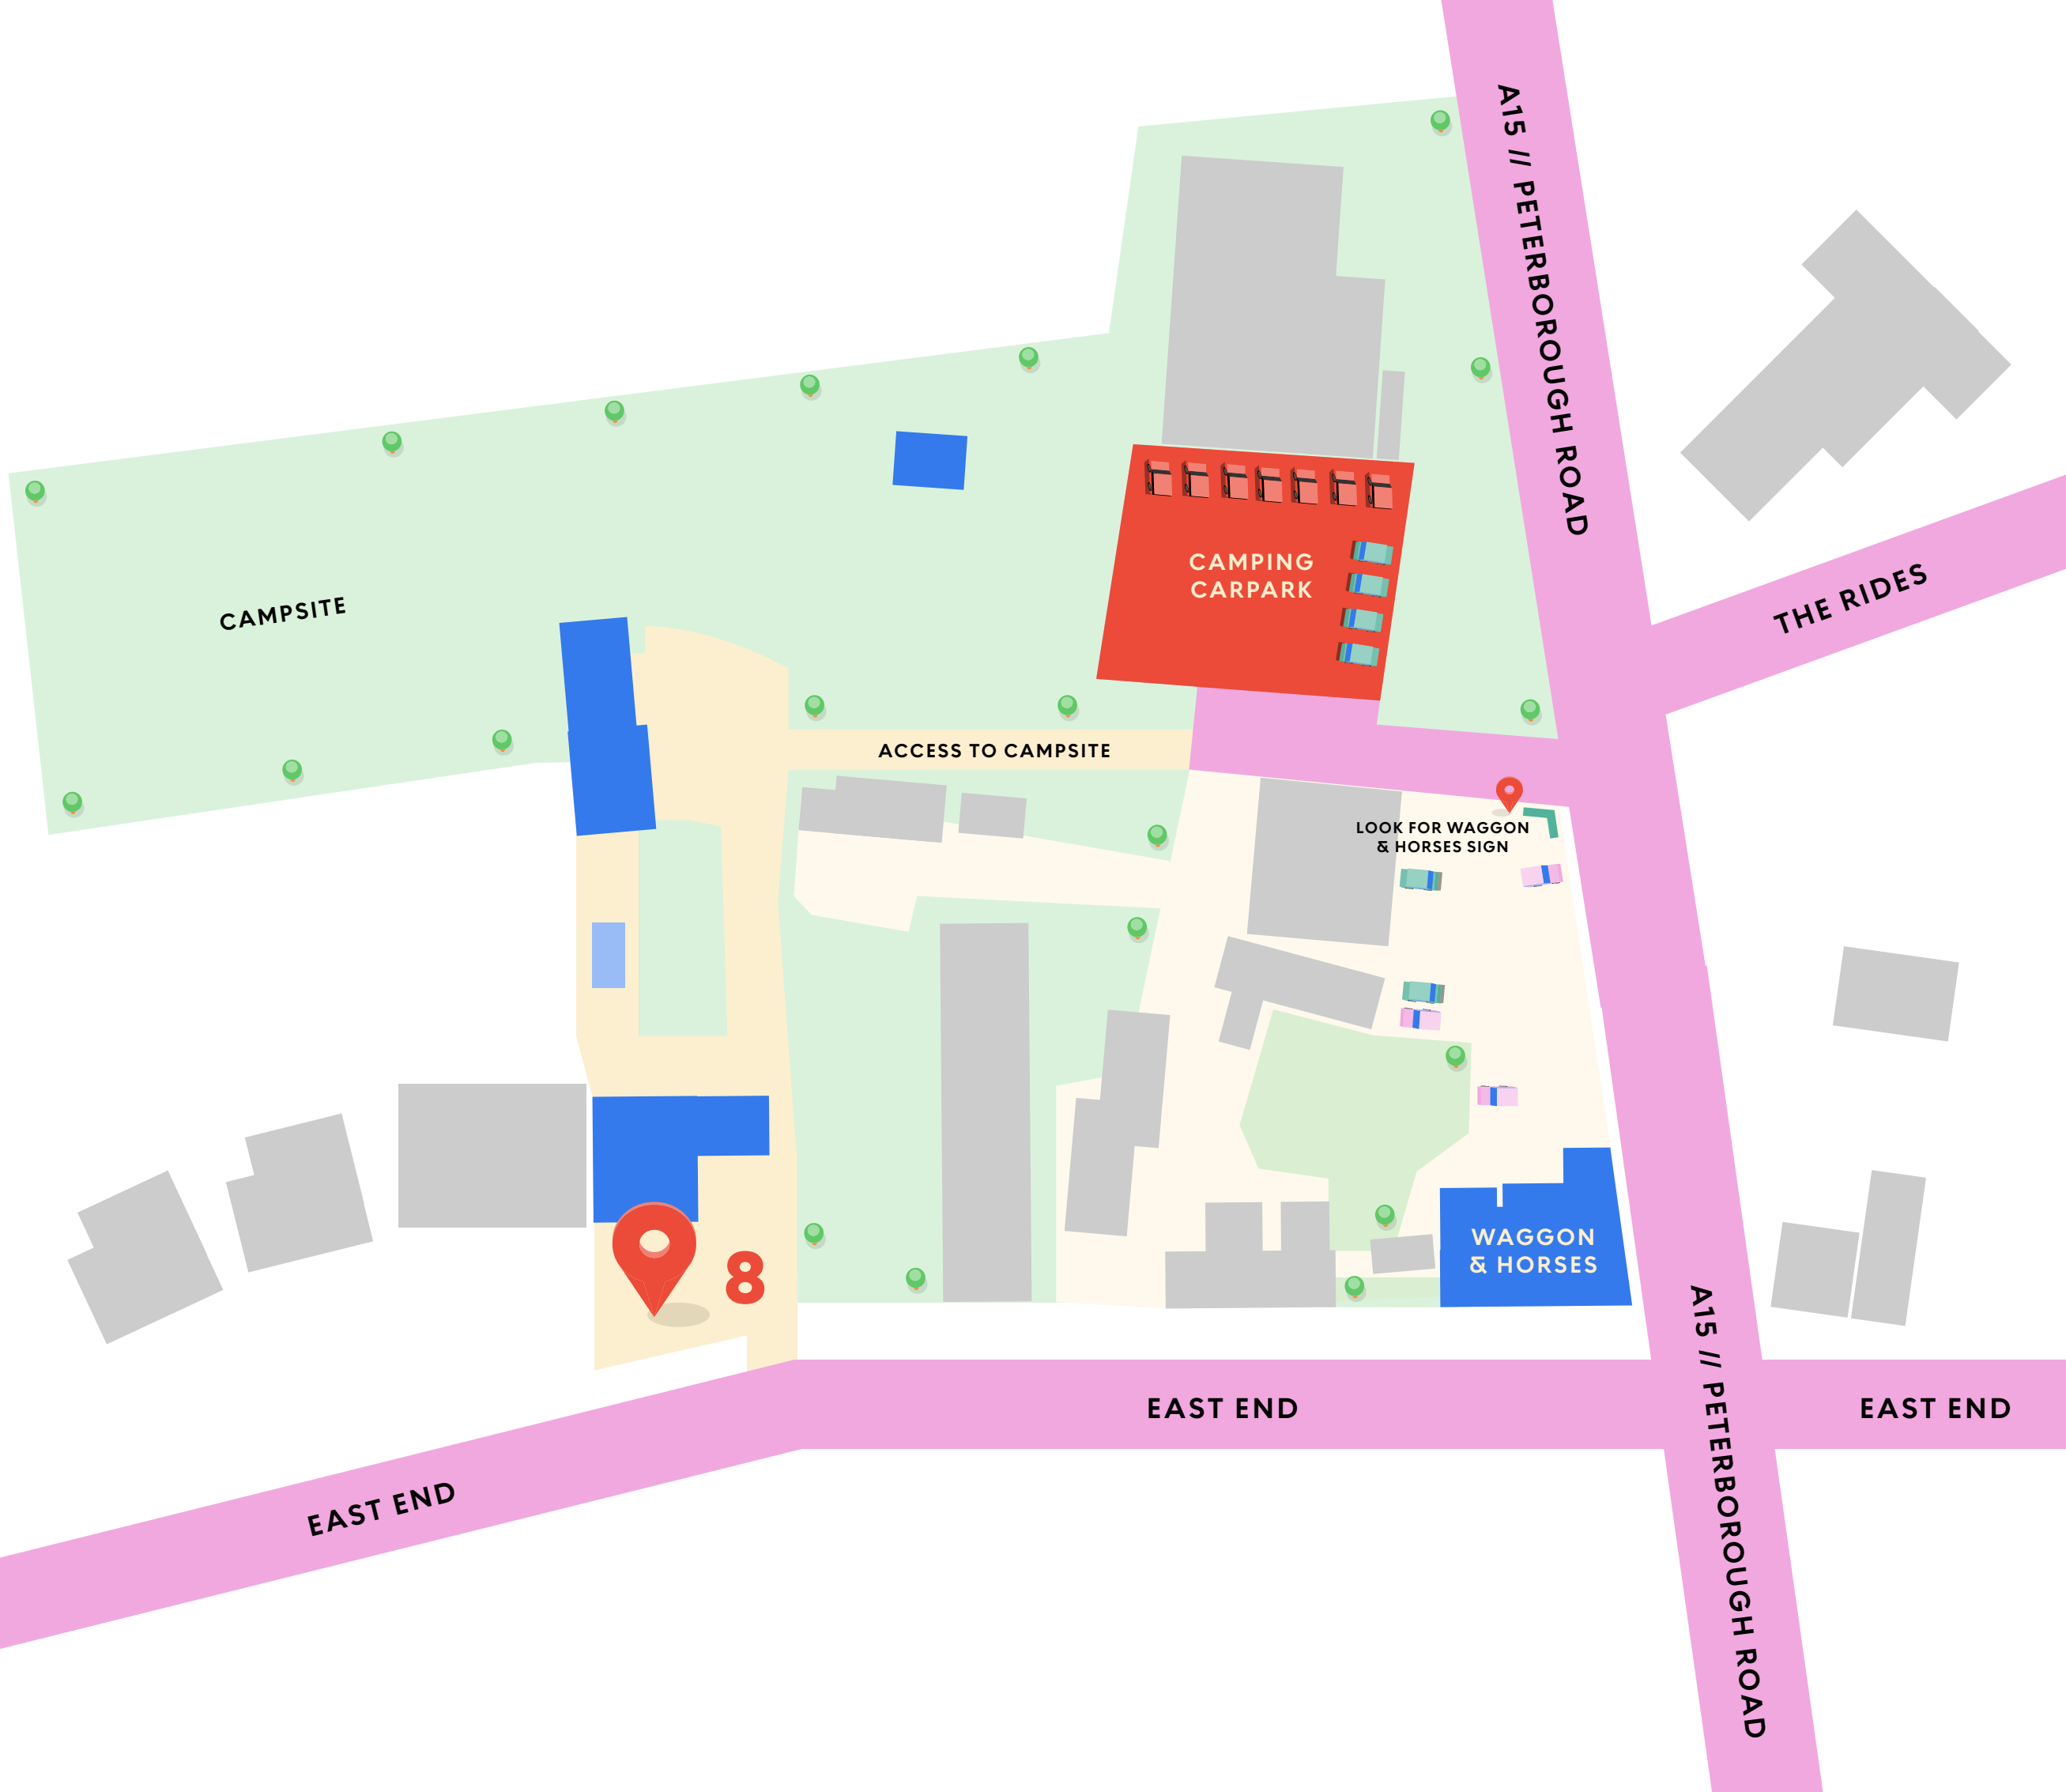 A15 // PETERBOROUGH ROAD
CAMPING
CARPARK
THE RIDES
CAMPSITE
ACCESS TO CAMPSITE
LOOK FOR WAGGON
& HORSES SIGN
WAGGON
& HORSES
8
EAST END
EAST END
EAST END
A15 // PETERBOROUGH ROAD